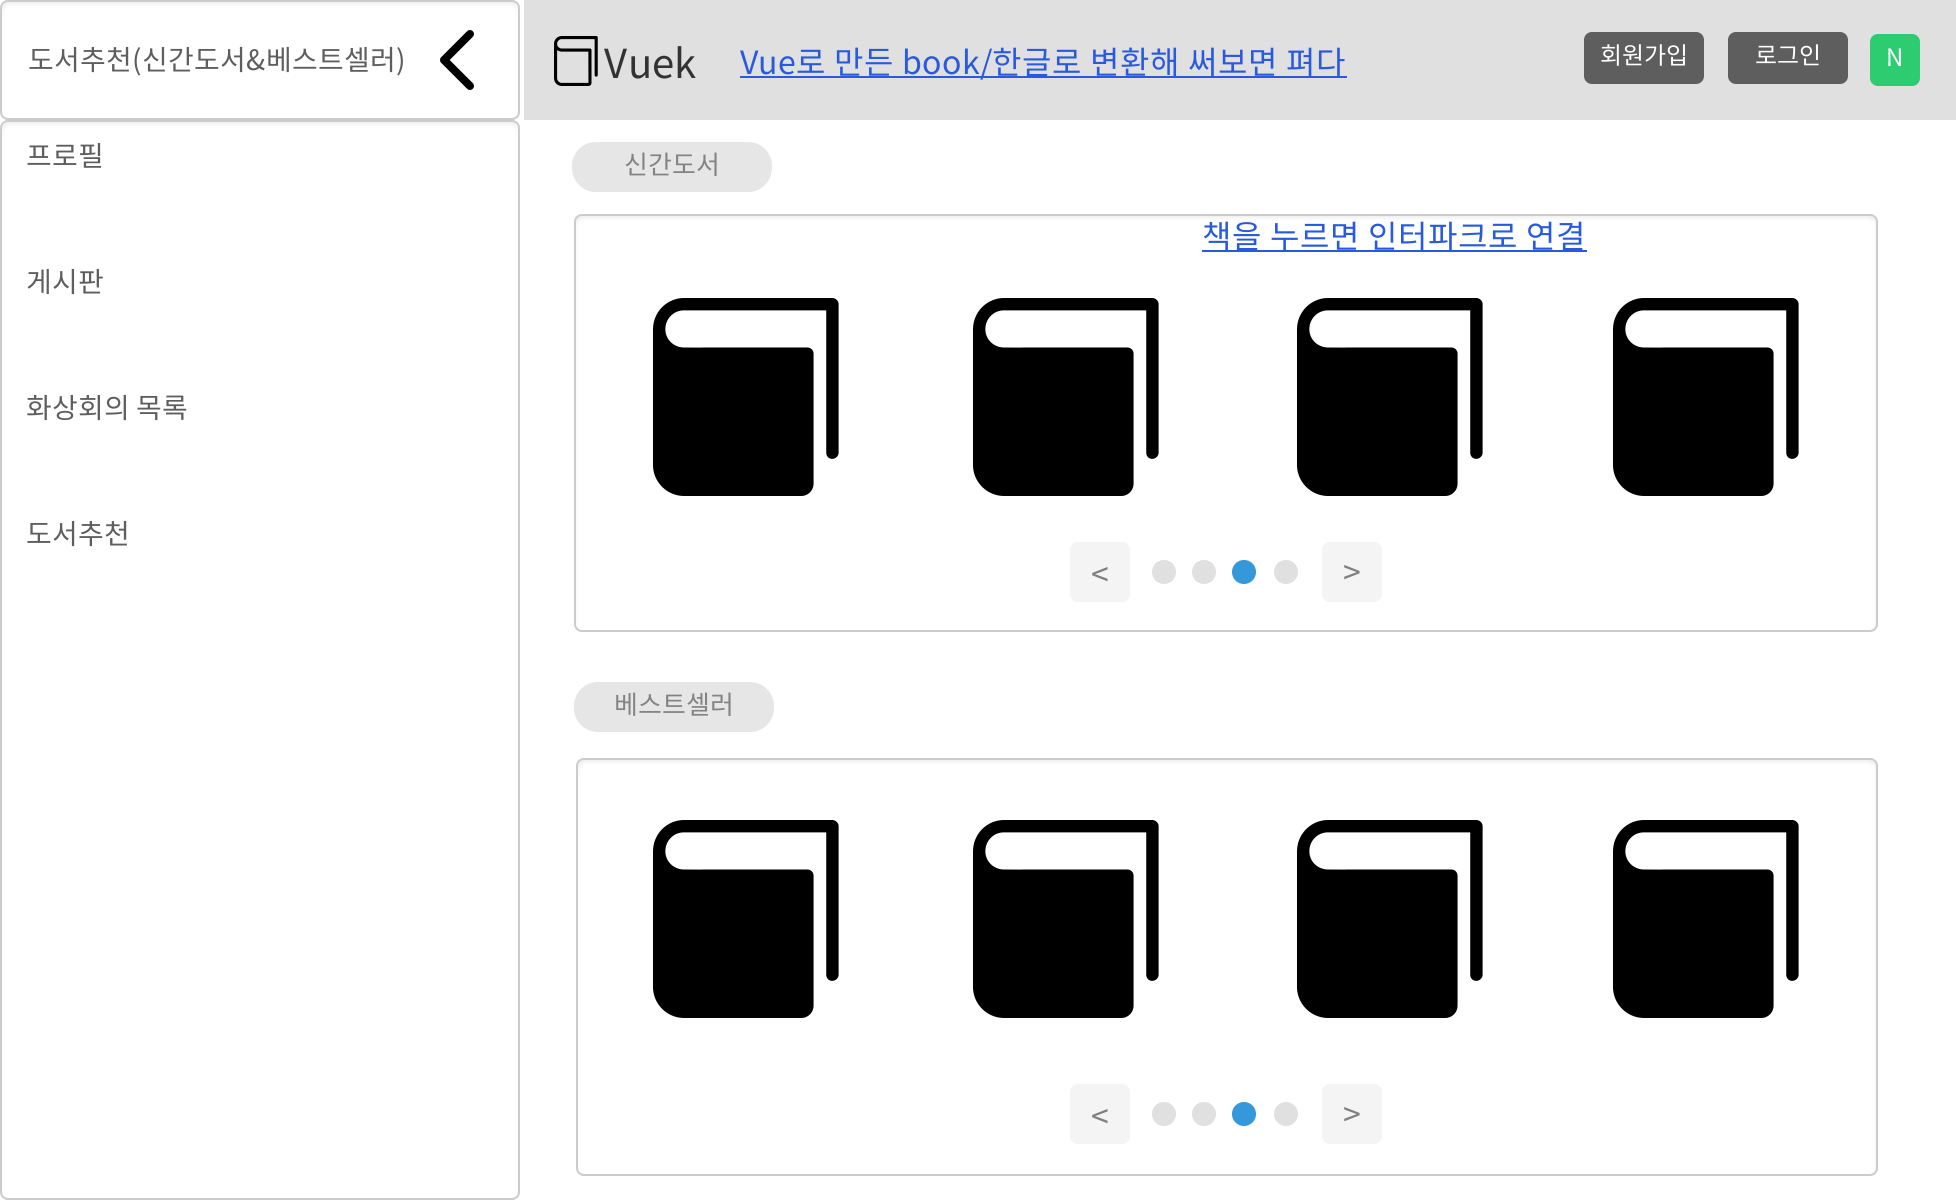 도서추천(신간도서&베스트셀러)
프로필
게시판
화상회의 목록
도서추천
Vuek
Vue로 만든 book/한글로 변환해 써보면 펴다
회원가입
로그인
N
신간도서
책을 누르면 인터파크로 연결
<
>
베스트셀러
<
>